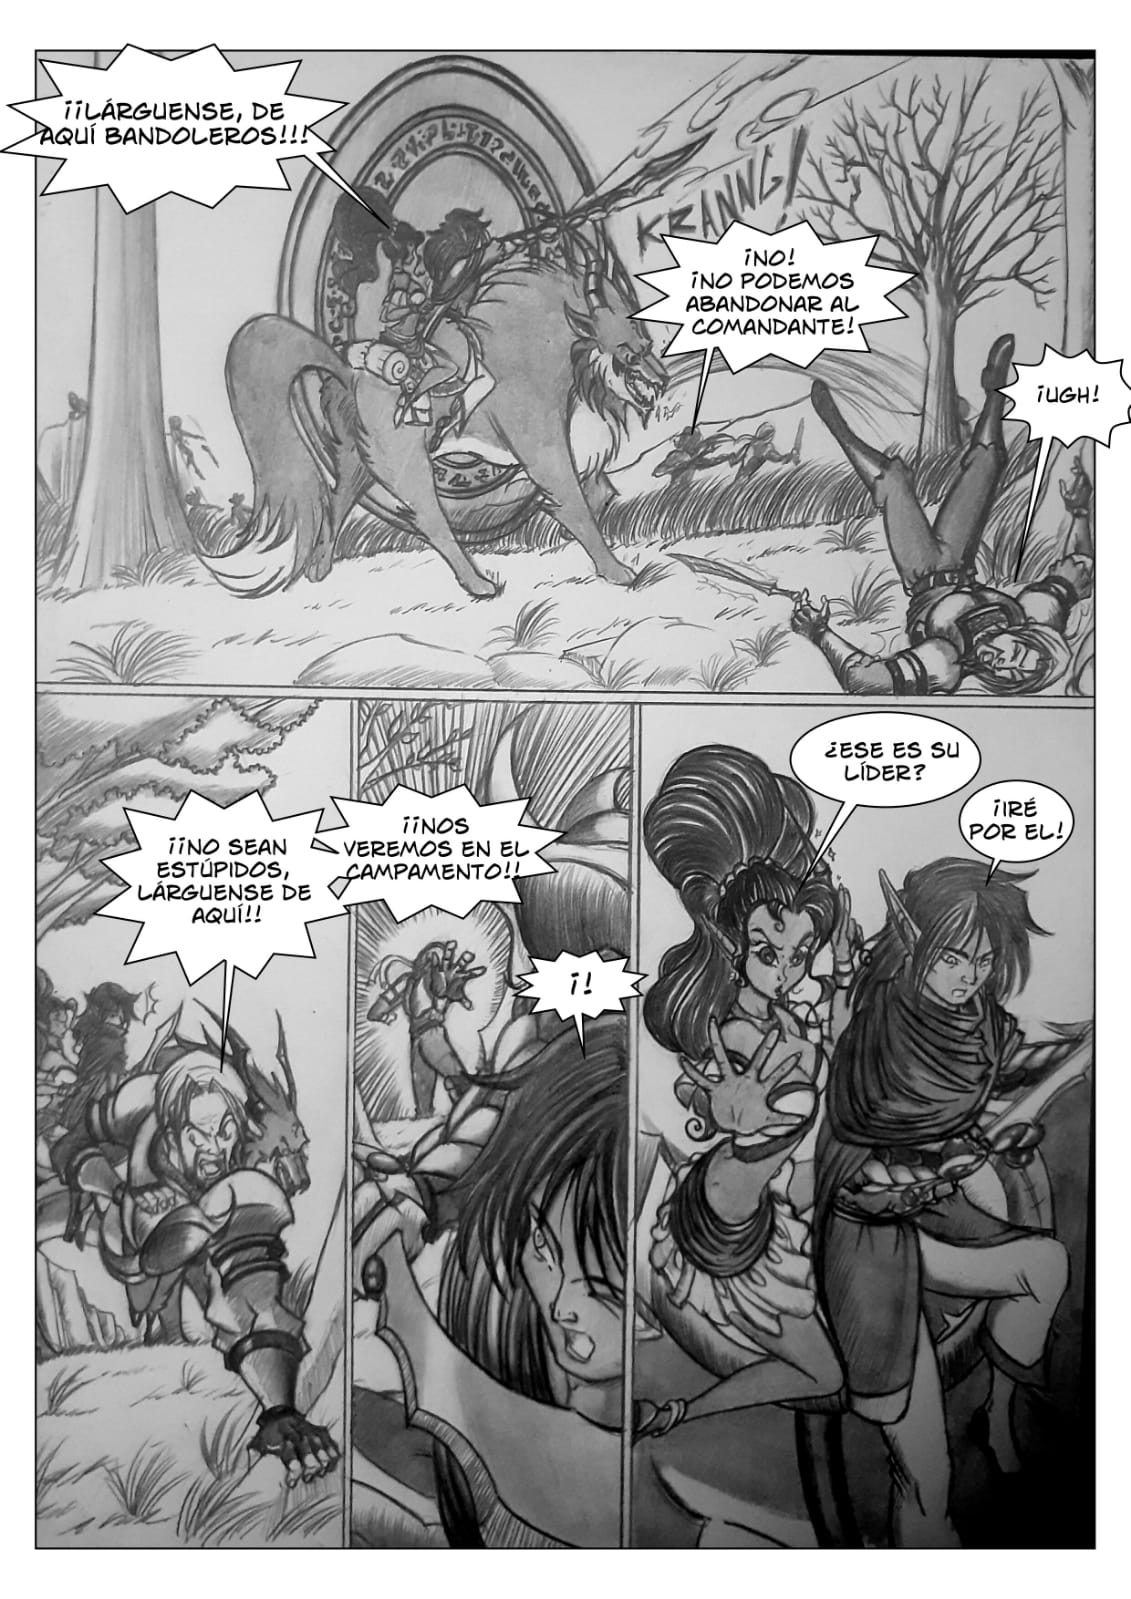 ¡¡LÁRGUENSE, DE
AQUÍ BANDOLEROS!!!
KRANNG!
¡NO!
¡NO PODEMOS
ABANDONAR AL
COMANDANTE!
¡UGH!
¡¡NO SEAN
ESTÚPIDOS,
LÁRGUENSE DE
AQUÍ!!
¡¡NOS
VEREMOS EN EL
CAMPAMENTO!!
¡!
¿ESE ES SU
LÍDER?
¡IRÉ
POR EL!